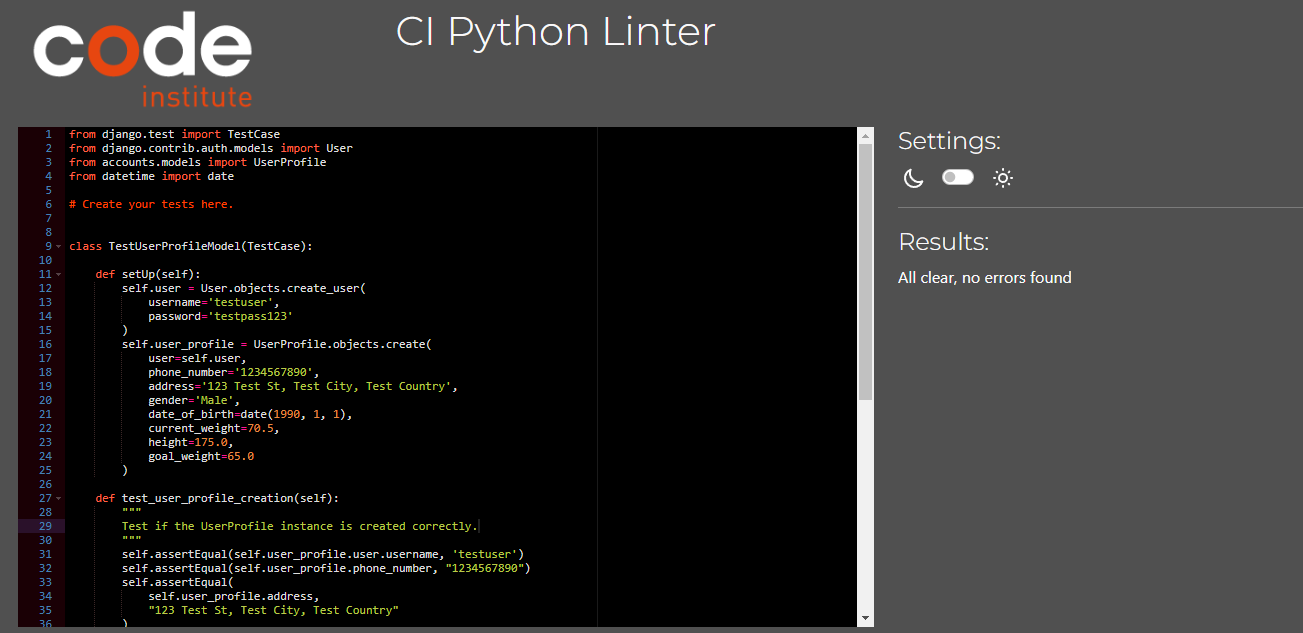 code
institute
CI Python Linter
1 from django.test import TestCase
2 from django.contrib.auth.models import User
3 from accounts.models import UserProfile
4 from datetime import date
5
6 # Create your tests here.
7
8
9 class TestUserProfileModel(TestCase):
10
11     def setUp(self):
12         self.user = User.objects.create_user(
13             username='testuser',
14             password='testpass123'
15         )
16         self.user_profile = UserProfile.objects.create(
17             user=self.user,
18             phone_number='1234567890',
19             address='123 Test St, Test City, Test Country',
20             gender='Male',
21             date_of_birth=date(1990, 1, 1),
22             current_weight=70.5,
23             height=175.0,
24             goal_weight=65.0
25         )
26
27     def test_user_profile_creation(self):
28         """
29         Test if the UserProfile instance is created correctly.
30         """
31         self.assertEqual(self.user_profile.user.username, 'testuser')
32         self.assertEqual(self.user_profile.phone_number, "1234567890")
33         self.assertEqual(
34             self.user_profile.address,
35             "123 Test St, Test City, Test Country"
36         )
Settings:
Results:
All clear, no errors found